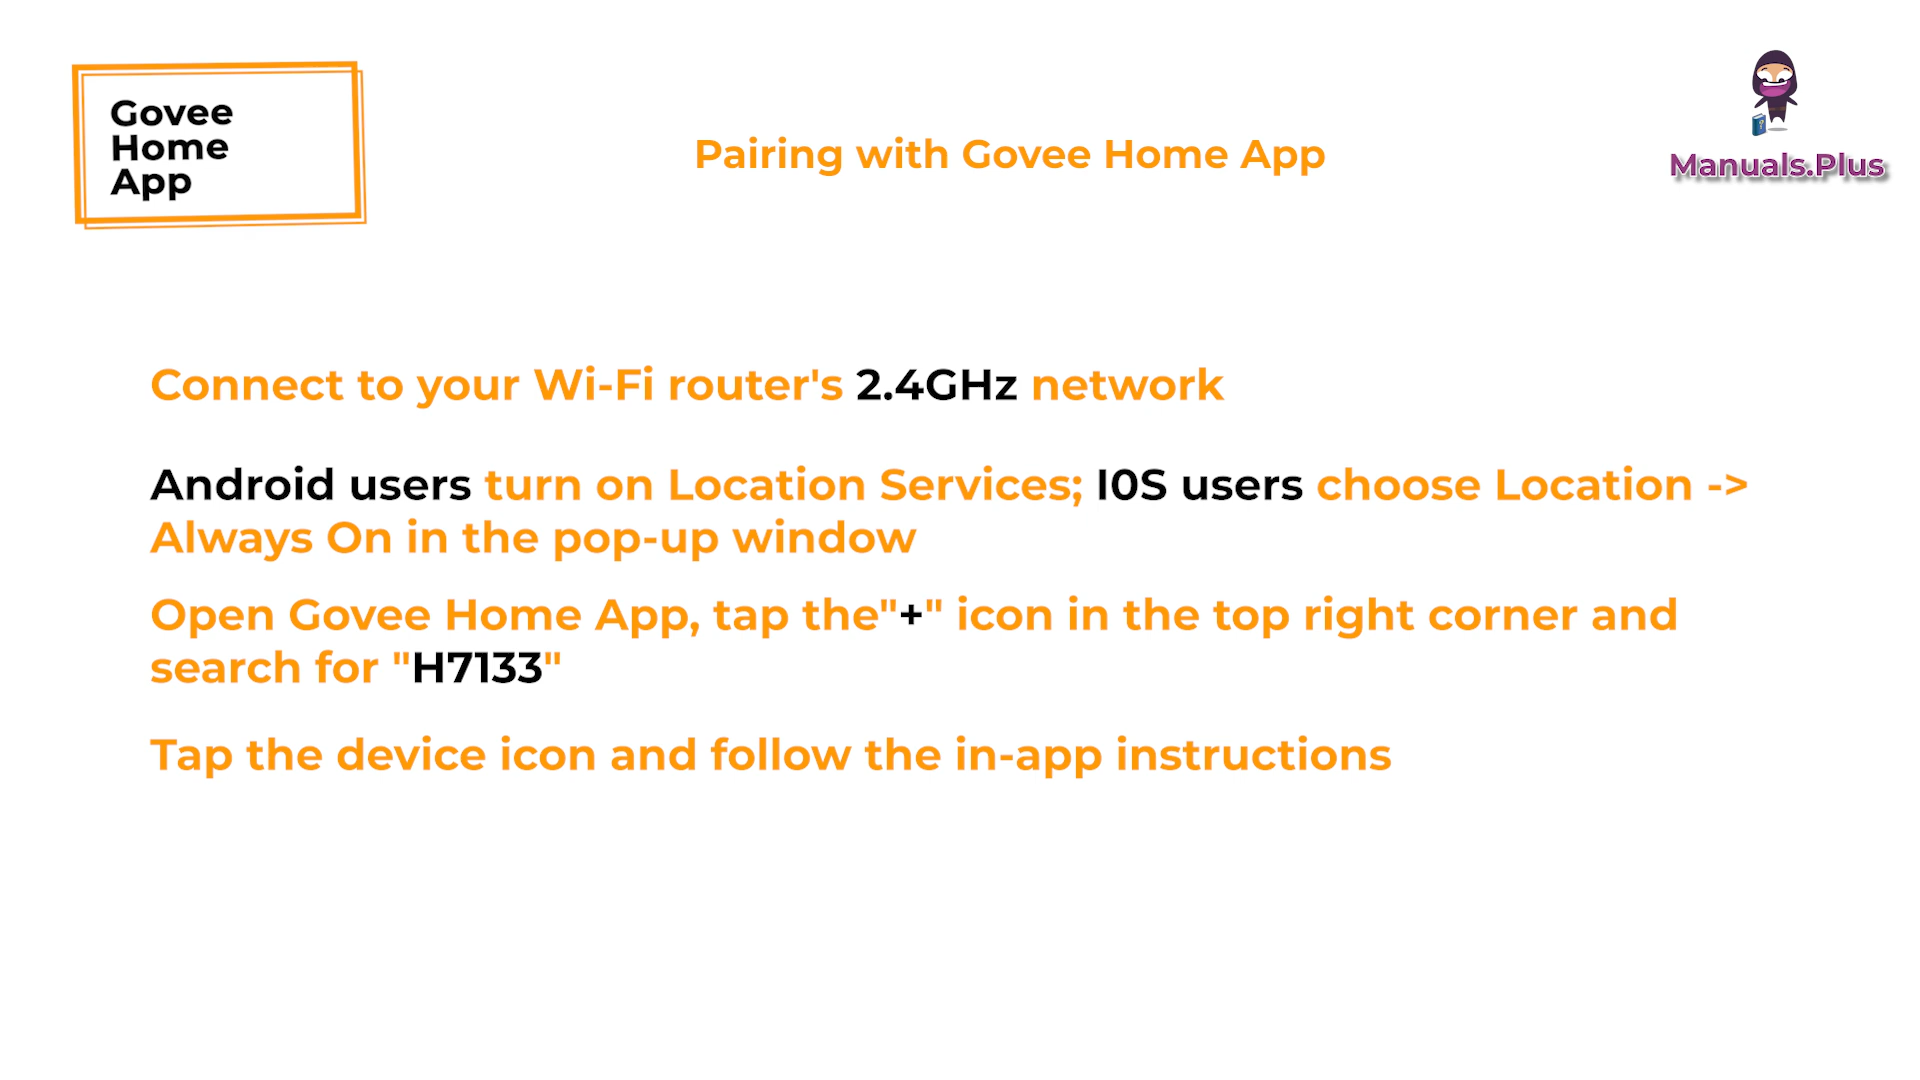 Govee
Home
App
Pairing with Govee Home App
Manuals.Plus
Connect to your Wi-Fi router's 2.4GHz network
Android users turn on Location Services; I0S users choose Location ->
Always On in the pop-up window
Open Govee Home App, tap the"+" icon in the top right corner and
search for "H7133"
Tap the device icon and follow the in-app instructions